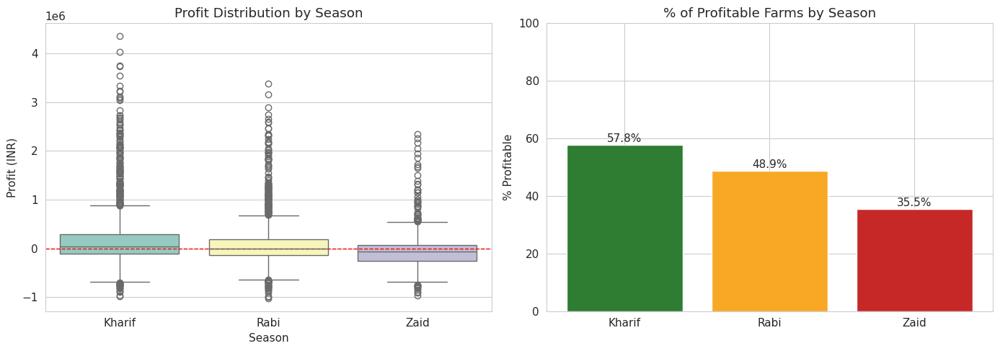 Profit Distribution by Season
1e6
Profit (INR)
4
3
2
1
0
−1
Kharif
Rabi
Zaid
Season
% of Profitable Farms by Season
% Profitable
100
80
60
40
20
0
57.8%
48.9%
35.5%
Kharif
Rabi
Zaid